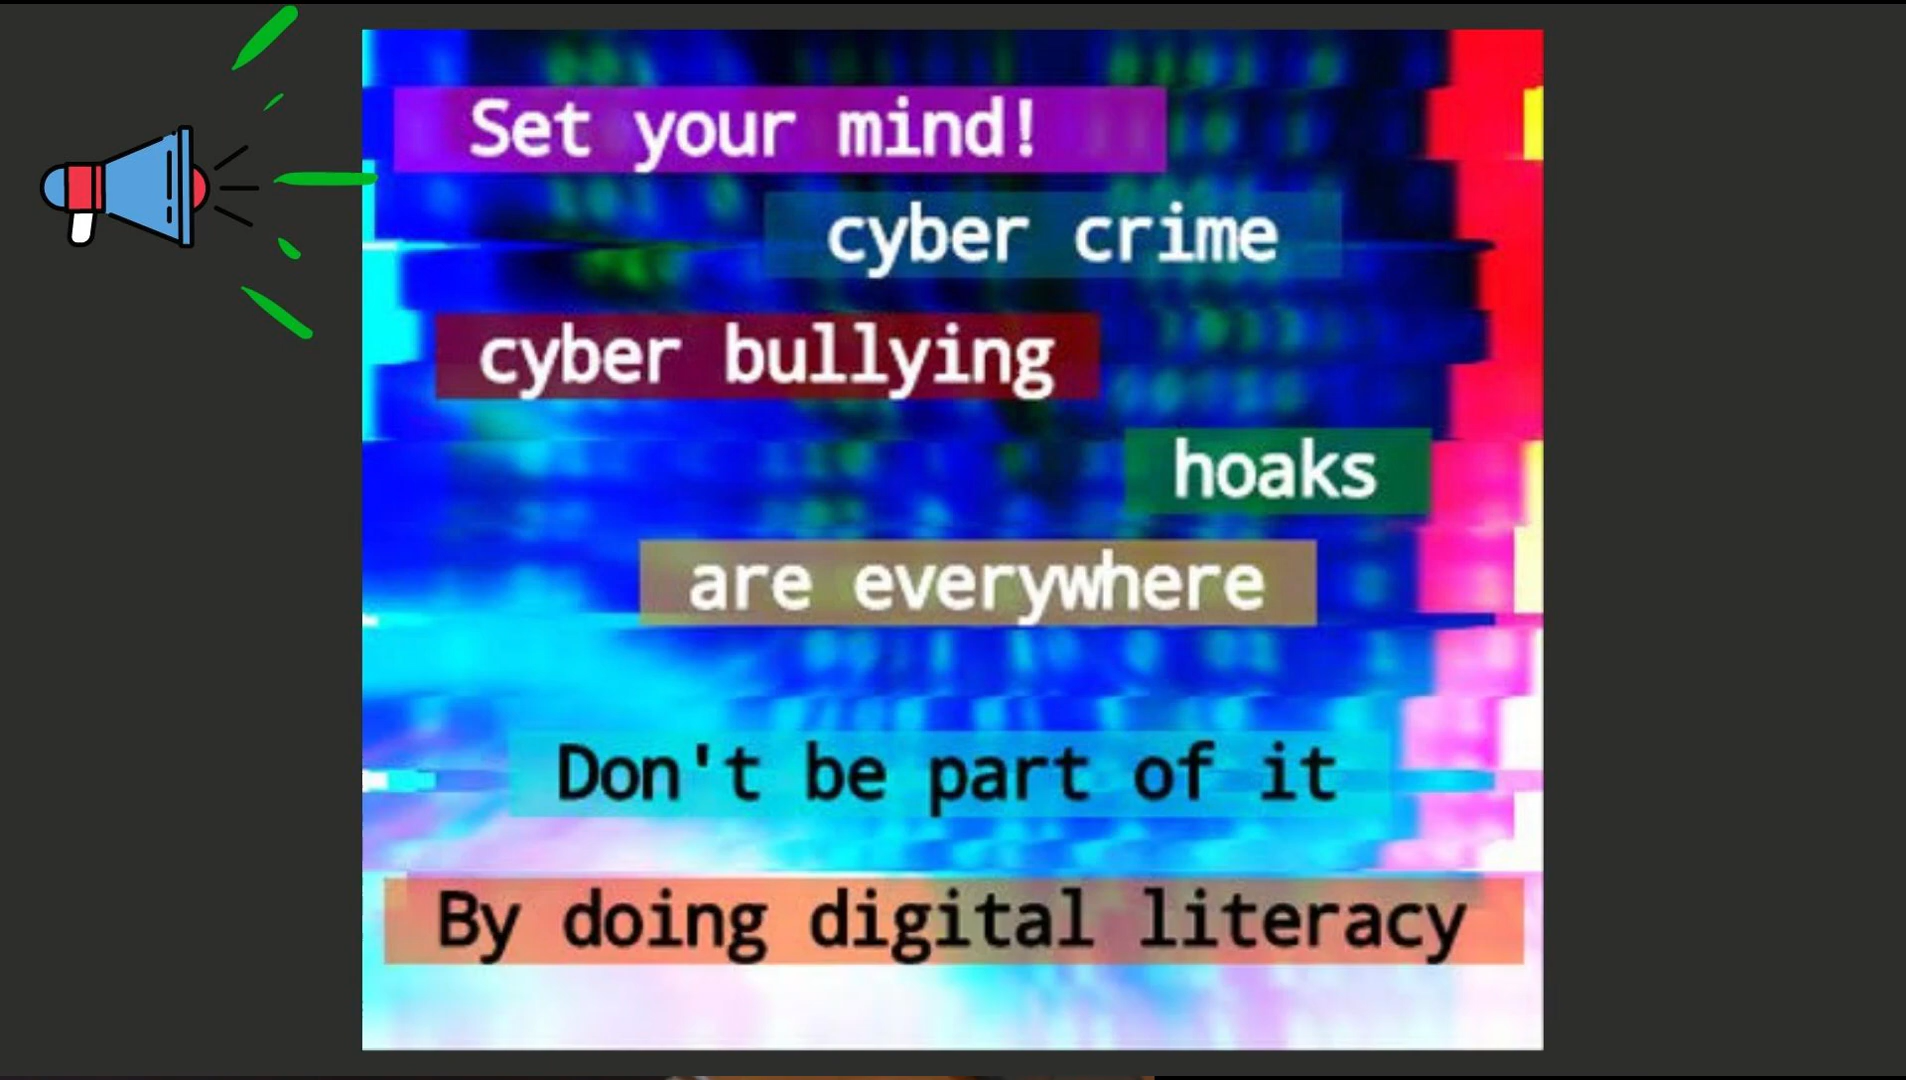 Set your mind!
cyber crime
cyber bullying
hoaks
are everywhere
Don't be part of it
By doing digital literacy